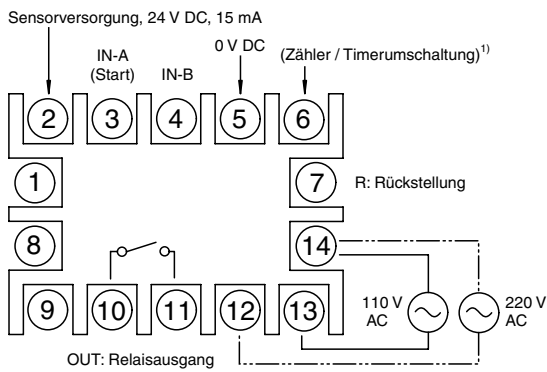 Sensorversorgung, 24 V DC, 15 mA
IN-A
(Start)
IN-B
0 V DC
(Zähler / Timerumschaltung)1)
2
3
4
5
6
1
7
R: Rückstellung
8
14
9
10
11
12
13
110 V
AC
220 V
AC
OUT: Relaisausgang